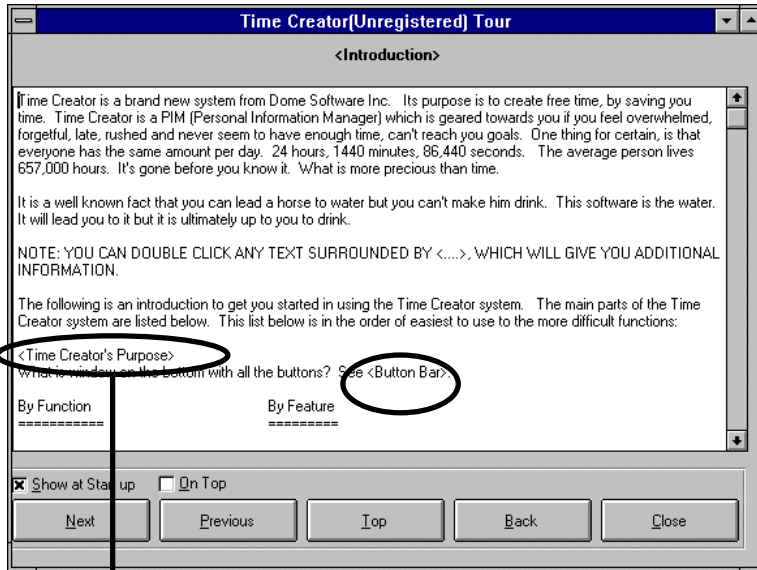 Time Creator(Unregistered) Tour
<Introduction>
Time Creator is a brand new system from Dome Software Inc.   Its purpose is to create free time, by saving you
time.  Time Creator is a PIM (Personal Information Manager) which is geared towards you if you feel overwhelmed,
forgetful, late, rushed and never seem to have enough time, can't reach you goals.  One thing for certain, is that
everyone has the same amount per day.  24 hours, 1440 minutes, 86,440 seconds.   The average person lives
657,000 hours.  It's gone before you know it.  What is more precious than time.
It is a well known fact that you can lead a horse to water but you can't make him drink.  This software is the water.
It will lead you to it but it is ultimately up to you to drink.
NOTE: YOU CAN DOUBLE CLICK ANY TEXT SURROUNDED BY <....>, WHICH WILL GIVE YOU ADDITIONAL
INFORMATION.
The following is an introduction to get you started in using the Time Creator system.   The main parts of the Time
Creator system are listed below.  This list below is in the order of easiest to use to the more difficult functions:
<Time Creator's Purpose>
What is window on the bottom with all the buttons?  See <Button Bar>.
By Function By Feature
=========== =========
Show at Start up On Top
Next Previous Top Back Close